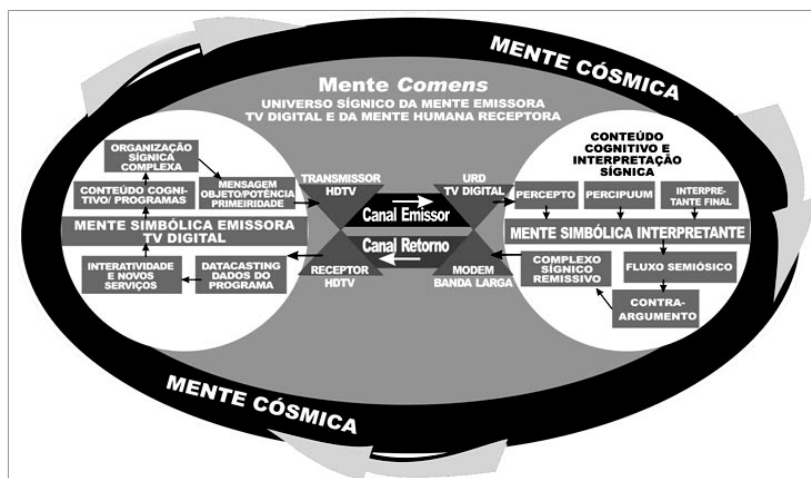 MENTE CÓSMICA
Mente Comens
UNIVERSO SÍGNICO DA MENTE EMISSORA
TV DIGITAL E DA MENTE HUMANA RECEPTORA
ORGANIZAÇÃO
SÍGNICA
COMPLEXA
CONTEÚDO COGNI-
TIVO/ PROGRAMAS
MENSAGEM
OBJETO/POTÊNCIA
PRIMEIRIDADE
MENTE SIMBÓLICA EMISSORA
TV DIGITAL
INTERATIVIDADE
E NOVOS
SERVIÇOS
DATACASTING
DADOS DO
PROGRAMA
TRANSMISSOR
HDTV
Canal Emissor
Canal Retorno
RECEPTOR
HDTV
URD
TV DIGITAL
MODEM
BANDA LARGA
CONTEÚDO
COGNITIVO E
INTERPRETAÇÃO
SÍGNICA
PERCEPTO
PERCIPUUM
INTERPRE-
TANTE FINAL
MENTE SIMBÓLICA INTERPRETANTE
COMPLEXO
SÍGNICO
REMISSIVO
FLUXO SEMIÓSICO
CONTRA-
ARGUMENTO
MENTE CÓSMICA